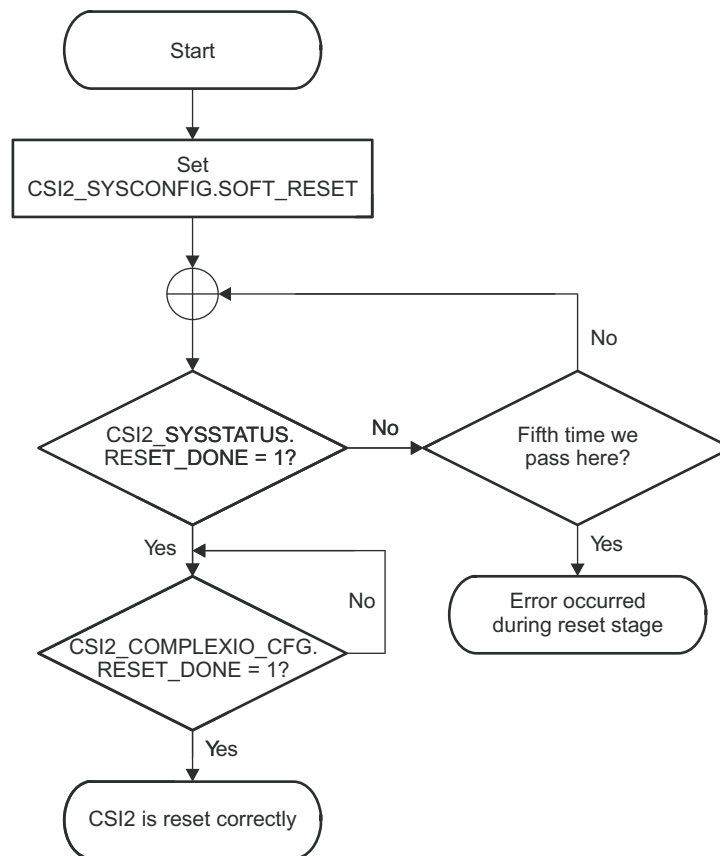 Start
Set
CSI2_SYSCONFIG.SOFT_RESET
No
CSI2_SYSSTATUS.
RESET_DONE = 1?
No
Fifth time we
pass here?
Yes
Yes
No
Error occurred
during reset stage
CSI2_COMPLEXIO_CFG.
RESET_DONE = 1?
Yes
CSI2 is reset correctly